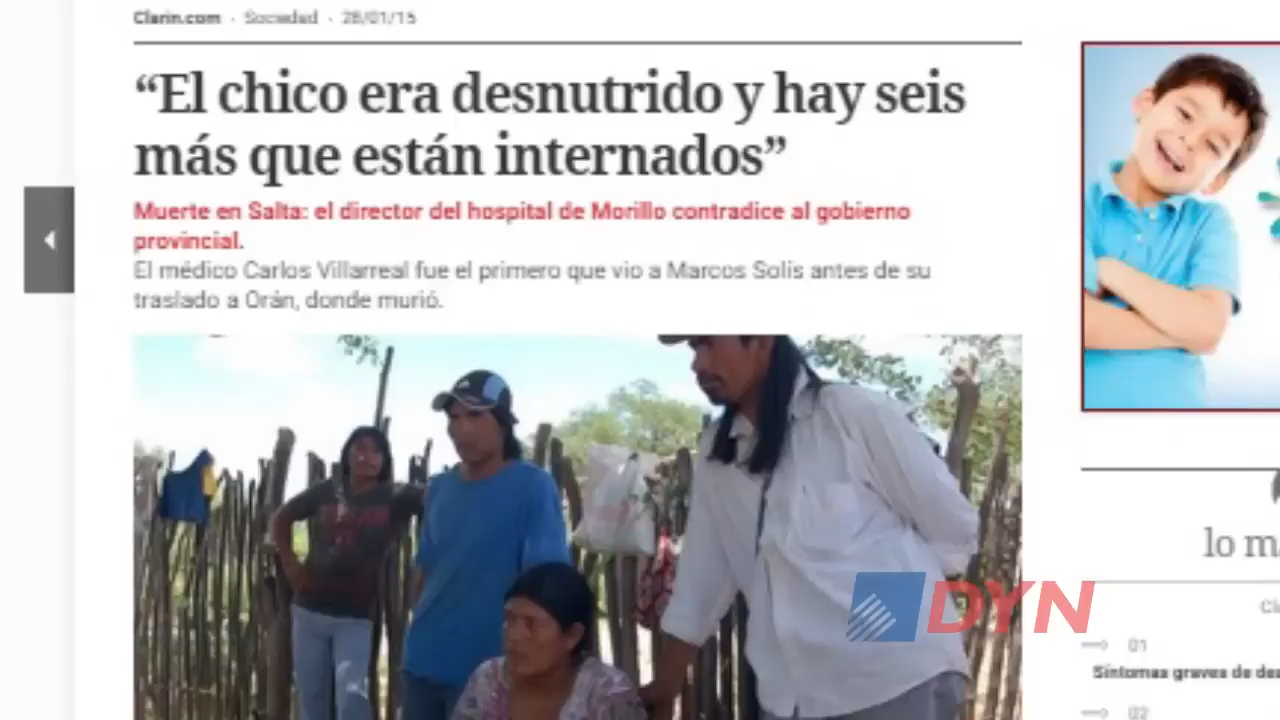 Clarin.com · Sociedad · 28/01/15
“El chico era desnutrido y hay seis
más que están internados”
Muerte en Salta: el director del hospital de Morillo contradice al gobierno
provincial.
El médico Carlos Villarreal fue el primero que vio a Marcos Solís antes de su
traslado a Orán, donde murió.
DYN
lo m
01
Síntomas graves de
02